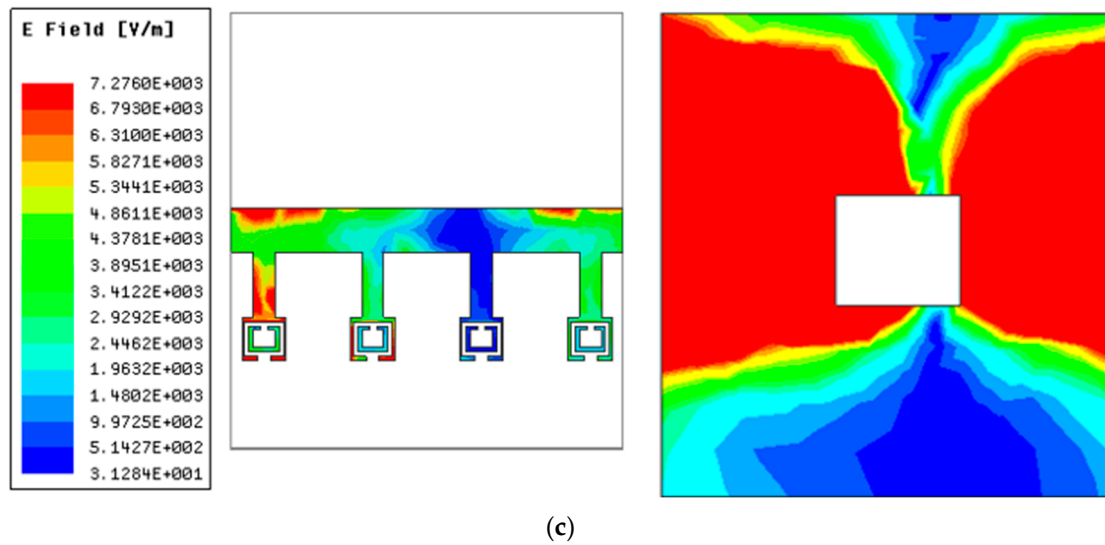 E Field [V/m]
7.2760E+003
6.7930E+003
6.3100E+003
5.8271E+003
5.3441E+003
4.8611E+003
4.3781E+003
3.8951E+003
3.4122E+003
2.9292E+003
2.4462E+003
1.9632E+003
1.4802E+003
9.9725E+002
5.1427E+002
3.1284E+001
(c)